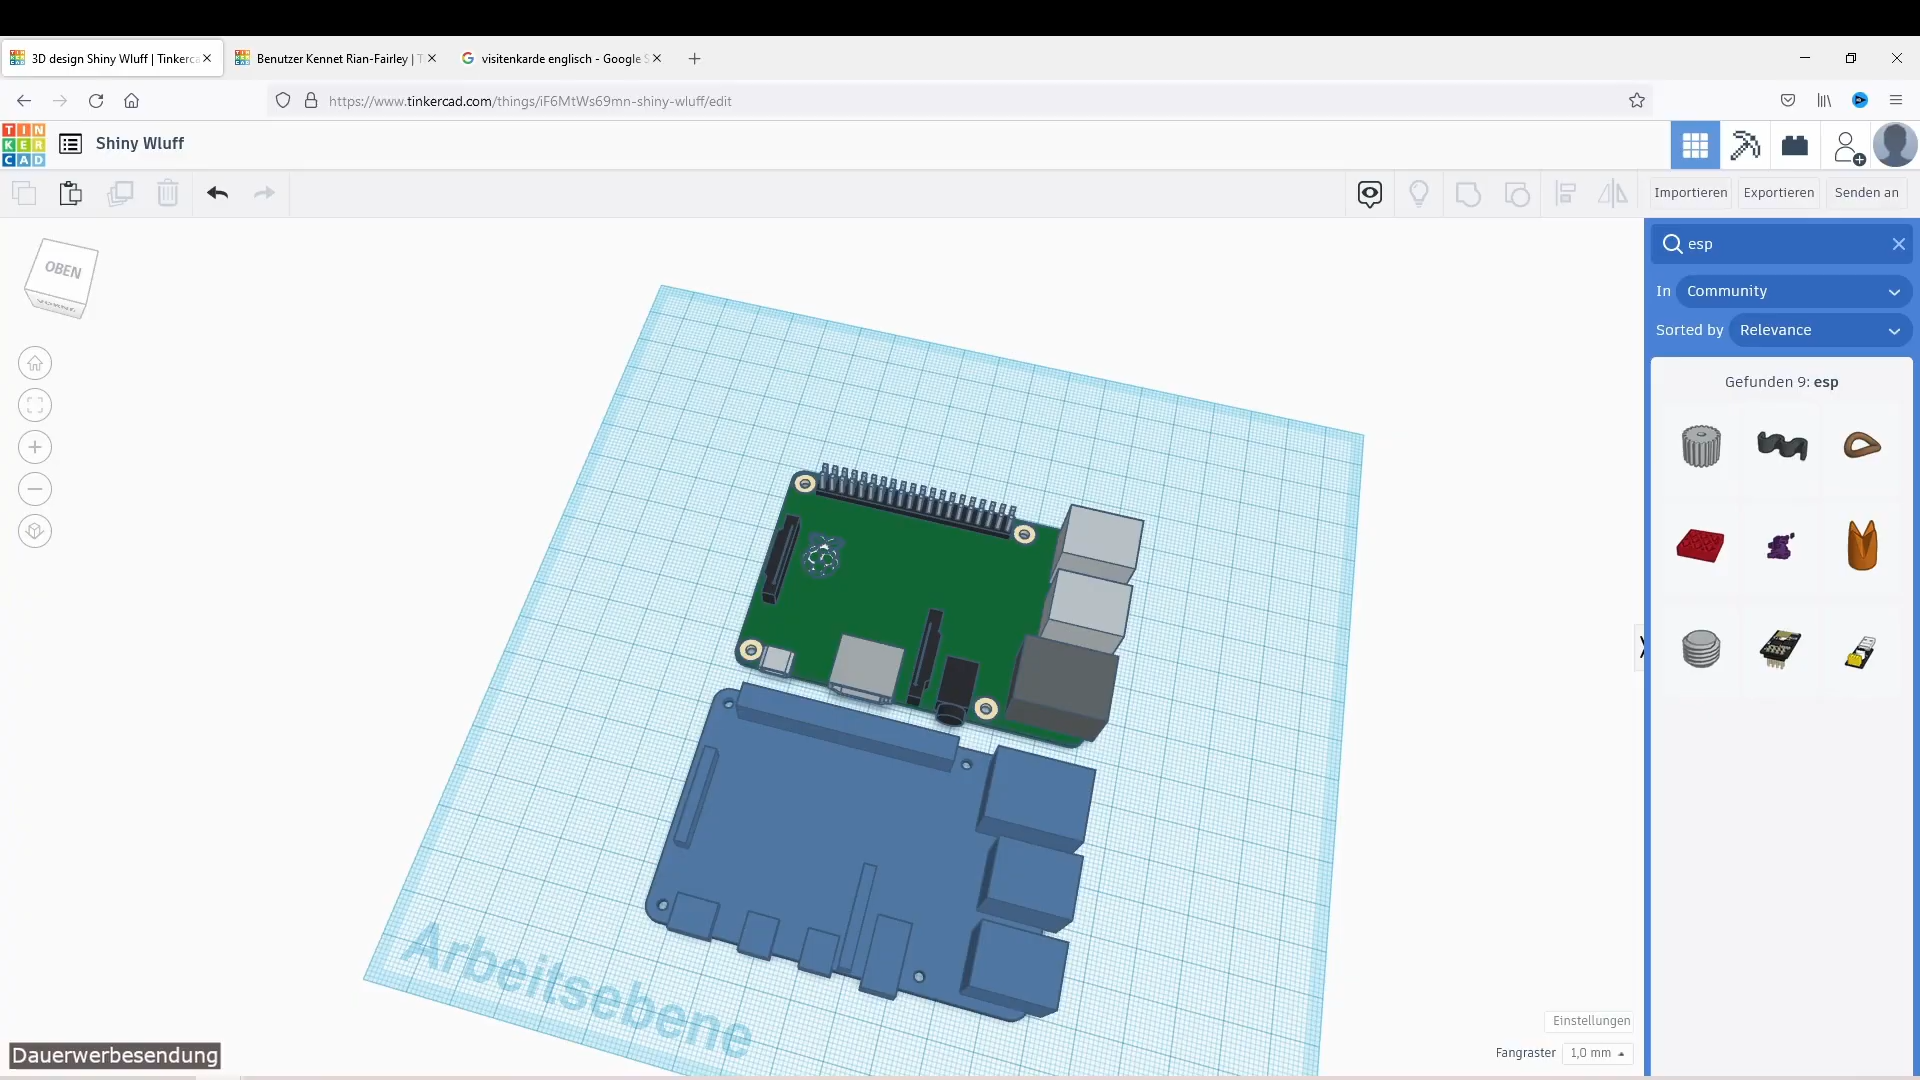 3D design Shiny Wluff | Tinkerca
Benutzer Kennet Rian-Fairley | T
visitenkarde englisch - Google S
https://www.tinkercad.com/things/iF6MtWs69mn-shiny-wluff/edit
TIN
KER
CAD
Shiny Wluff
Importieren
Exportieren
Senden an
OBEN
VORNE
esp
In
Community
Sorted by
Relevance
Gefunden 9: esp
Arbeitsebene
Einstellungen
Fangraster
1,0 mm
Dauerwerbesendung